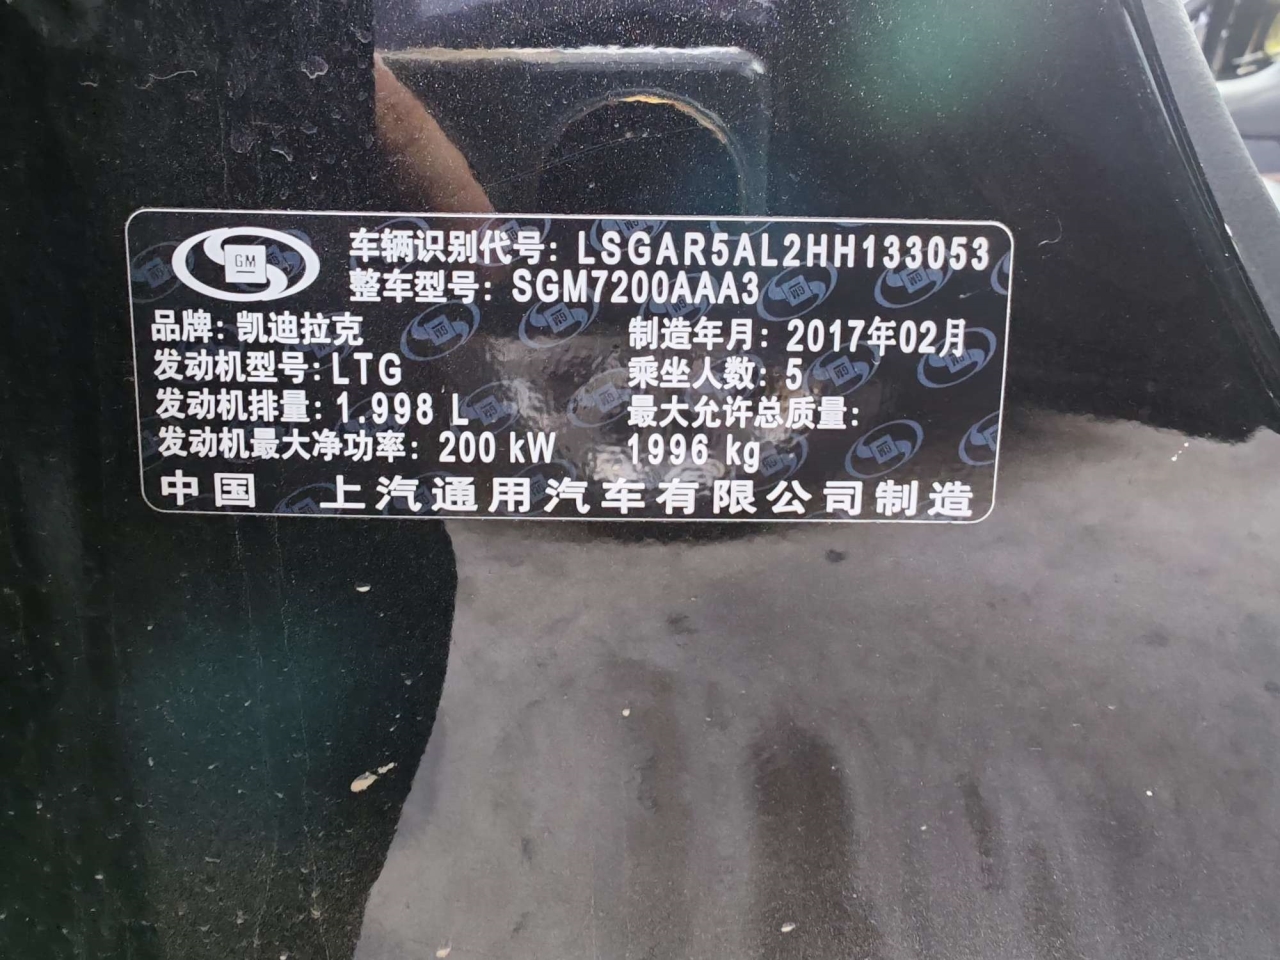 GM
车辆识别代号: LSGAR5AL2HH133053
整车型号: SGM7200AAA3
品牌: 凯迪拉克
制造年月: 2017年02月
发动机型号: LTG
乘坐人数: 5
发动机排量: 1.998 L
最大允许总质量:
发动机最大净功率: 200 kW
1996 kg
中国 上汽通用汽车有限公司制造